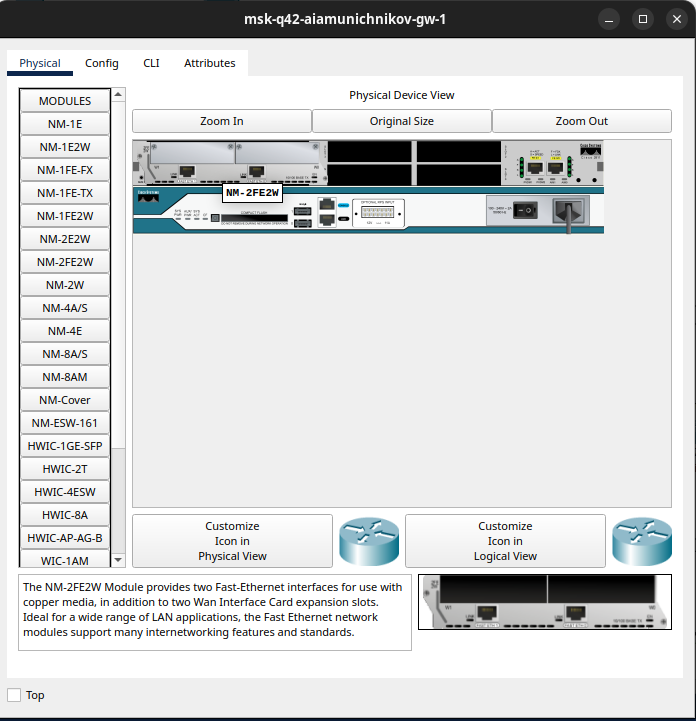 msk-q42-aiamunichnikov-gw-1
Physical
Config
CLI
Attributes
MODULES
NM-1E
NM-1E2W
NM-1FE-FX
NM-1FE-TX
NM-1FE2W
NM-2E2W
NM-2FE2W
NM-2W
NM-4A/S
NM-4E
NM-8A/S
NM-8AM
NM-Cover
NM-ESW-161
HWIC-1GE-SFP
HWIC-2T
HWIC-4ESW
HWIC-8A
HWIC-AP-AG-B
WIC-1AM
Physical Device View
Zoom In
Original Size
Zoom Out
NM-2FE2W
Customize
Icon in
Physical View
Customize
Icon in
Logical View
The NM-2FE2W Module provides two Fast-Ethernet interfaces for use with
copper media, in addition to two Wan Interface Card expansion slots.
Ideal for a wide range of LAN applications, the Fast Ethernet network
modules support many internetworking features and standards.
W1
W0
Top